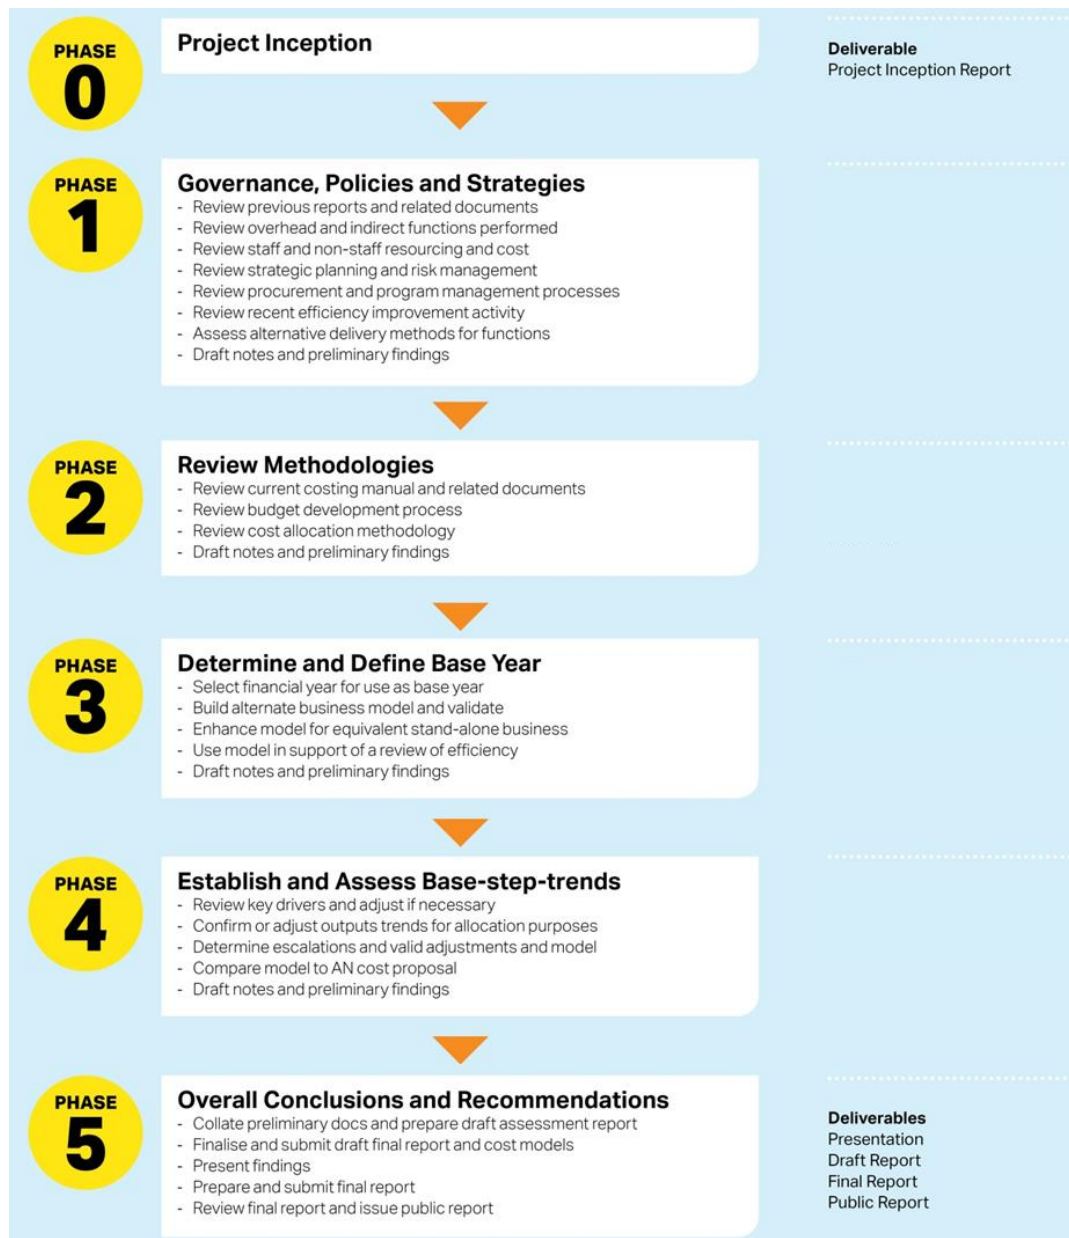 PHASE
0
Project Inception
Deliverable
Project Inception Report
PHASE
1
Governance, Policies and Strategies
- Review previous reports and related documents
- Review overhead and indirect functions performed
- Review staff and non-staff resourcing and cost
- Review strategic planning and risk management
- Review procurement and program management processes
- Review recent efficiency improvement activity
- Assess alternative delivery methods for functions
- Draft notes and preliminary findings
PHASE
2
Review Methodologies
- Review current costing manual and related documents
- Review budget development process
- Review cost allocation methodology
- Draft notes and preliminary findings
PHASE
3
Determine and Define Base Year
- Select financial year for use as base year
- Build alternate business model and validate
- Enhance model for equivalent stand-alone business
- Use model in support of a review of efficiency
- Draft notes and preliminary findings
PHASE
4
Establish and Assess Base-step-trends
- Review key drivers and adjust if necessary
- Confirm or adjust outputs trends for allocation purposes
- Determine escalations and valid adjustments and model
- Compare model to AN cost proposal
- Draft notes and preliminary findings
PHASE
5
Overall Conclusions and Recommendations
- Collate preliminary docs and prepare draft assessment report
- Finalise and submit draft final report and cost models
- Present findings
- Prepare and submit final report
- Review final report and issue public report
Deliverables
Presentation
Draft Report
Final Report
Public Report